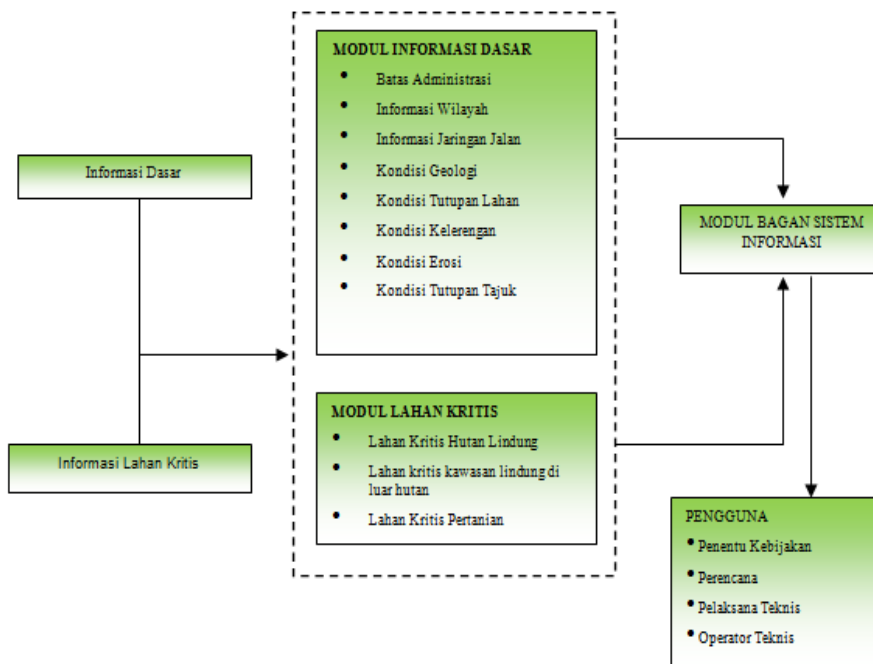 Informasi Dasar
Informasi Lahan Kritis
MODUL INFORMASI DASAR
• Batas Administrasi
• Informasi Wilayah
• Informasi Jaringan Jalan
• Kondisi Geologi
• Kondisi Tutupan Lahan
• Kondisi Kelerengan
• Kondisi Erosi
• Kondisi Tutupan Tajuk
MODUL LAHAN KRITIS
• Lahan Kritis Hutan Lindung
• Lahan kritis kawasan lindung di
luar hutan
• Lahan Kritis Pertanian
MODUL BAGAN SISTEM
INFORMASI
PENGGUNA
• Penentu Kebijakan
• Perencana
• Pelaksana Teknis
• Operator Teknis